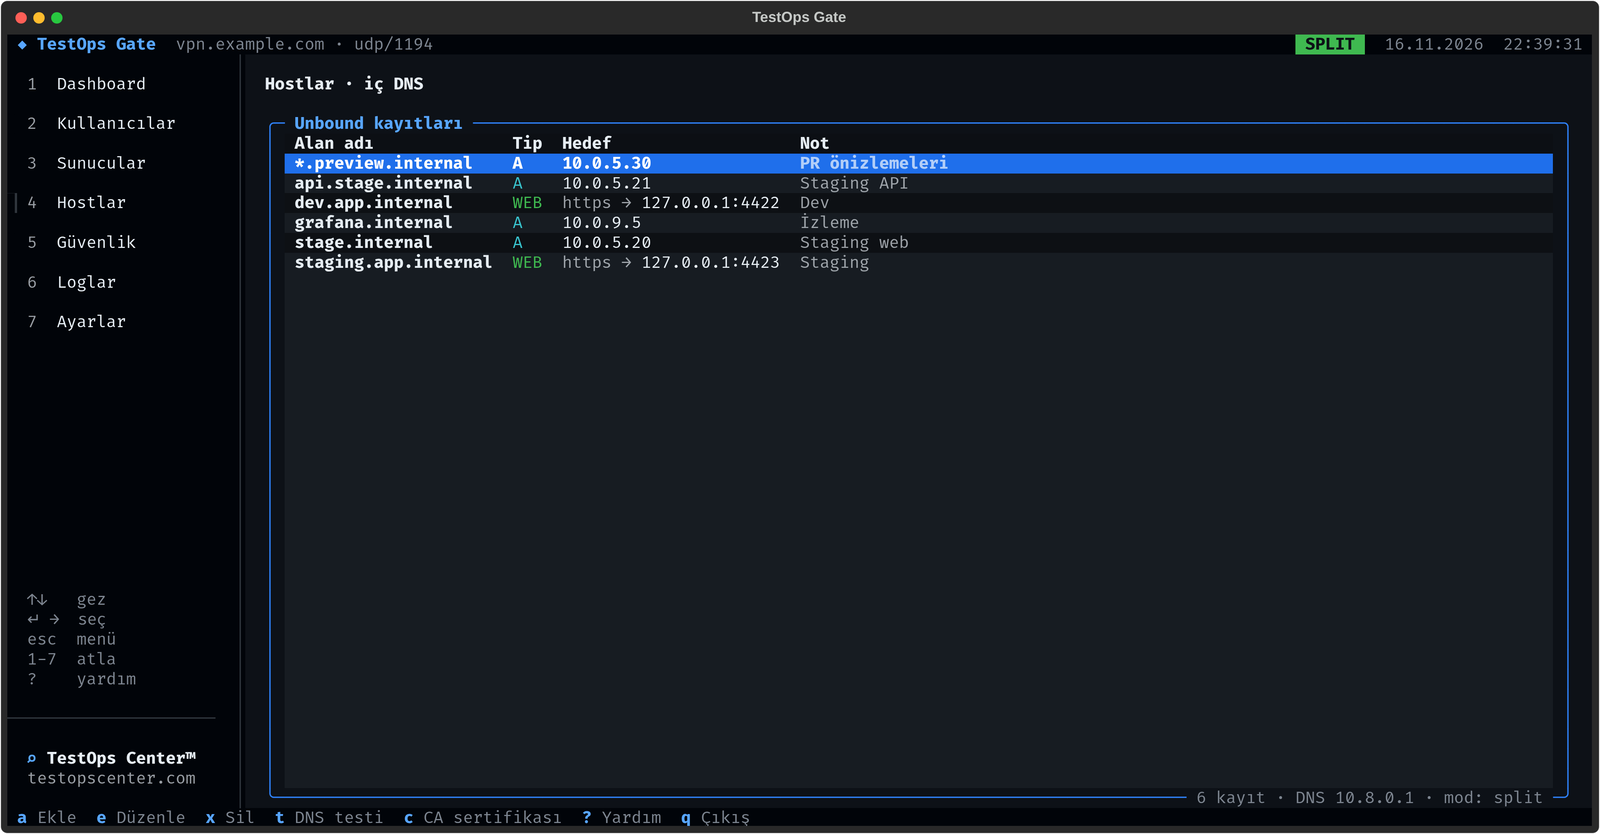 TestOps Gate
◆ TestOps Gate vpn.example.com · udp/1194 SPLIT 16.11.2026 22:39:31
1 Dashboard
2 Kullanıcılar
3 Sunucular
4 Hostlar
5 Güvenlik
6 Loglar
7 Ayarlar
↑↓ gez
↵ → seç
esc menü
1-7 atla
? yardım
⌕ TestOps Center™
testopscenter.com
Hostlar · iç DNS
Unbound kayıtları
Alan adı Tip Hedef Not
*.preview.internal A 10.0.5.30 PR önizlemeleri
api.stage.internal A 10.0.5.21 Staging API
dev.app.internal WEB https → 127.0.0.1:4422 Dev
grafana.internal A 10.0.9.5 İzleme
stage.internal A 10.0.5.20 Staging web
staging.app.internal WEB https → 127.0.0.1:4423 Staging
6 kayıt · DNS 10.8.0.1 · mod: split
a Ekle e Düzenle x Sil t DNS testi c CA sertifikası ? Yardım q Çıkış